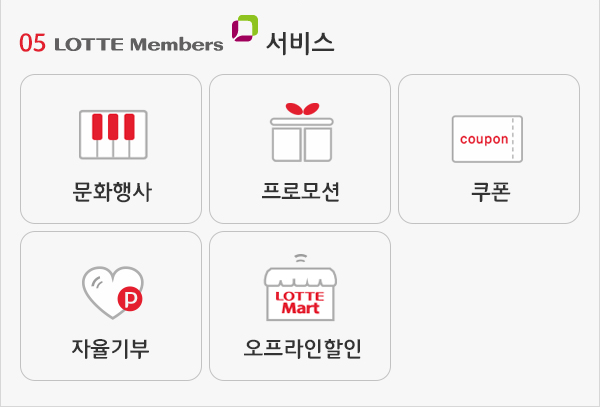 05 LOTTE Members 서비스
문화행사
프로모션
coupon
쿠폰
P
자율기부
LOTTE
Mart
오프라인할인